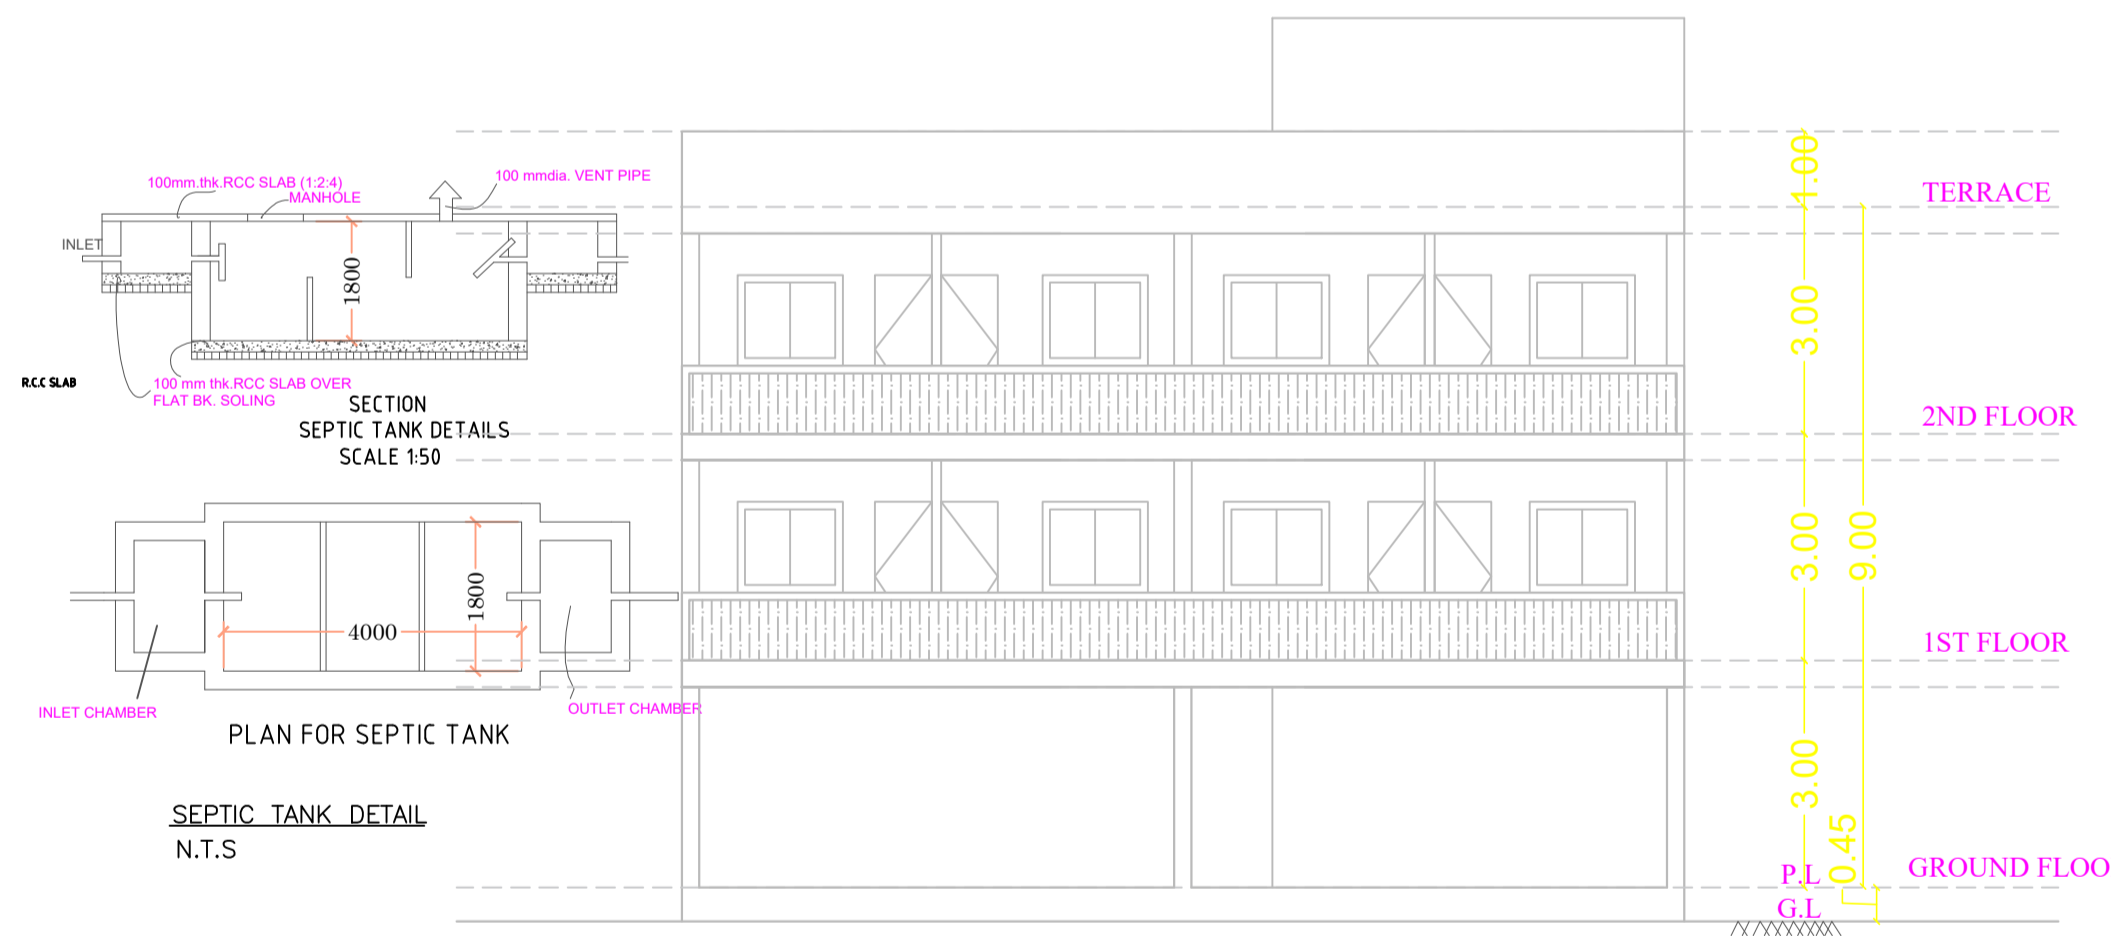 100mm.thk.RCC SLAB (1:2:4)
MANHOLE
100 mmdia. VENT PIPE
INLET
1800
R.C.C SLAB
100 mm thk.RCC SLAB OVER
FLAT BK. SOLING
SECTION
SEPTIC TANK DETAILS
SCALE 1:50
1800
4000
INLET CHAMBER
OUTLET CHAMBER
PLAN FOR SEPTIC TANK
SEPTIC TANK DETAIL
N.T.S
1.00
TERRACE
3.00
2ND FLOOR
3.00
9.00
1ST FLOOR
3.00
0.45
GROUND FLOO
P.L
G.L